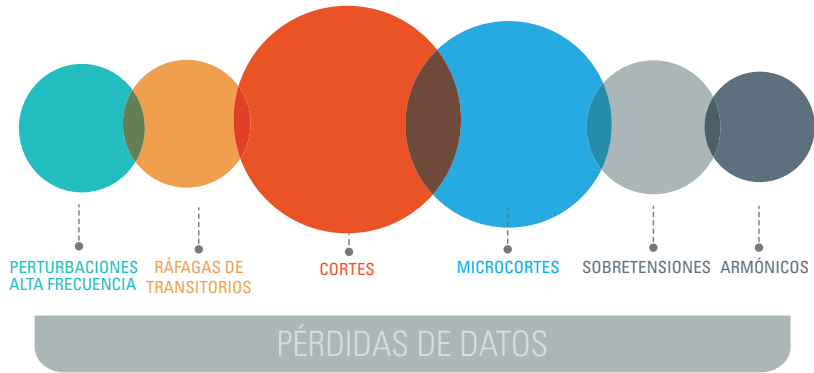 PERTURBACIONES
ALTA FRECUENCIA
RÁFAGAS DE
TRANSITORIOS
CORTES
MICROCORTES
SOBRETENSIONES
ARMÓNICOS
PÉRDIDAS DE DATOS